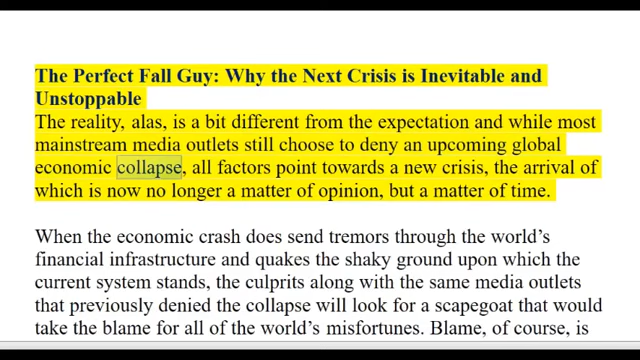 The Perfect Fall Guy: Why the Next Crisis is Inevitable and
Unstoppable
The reality, alas, is a bit different from the expectation and while most
mainstream media outlets still choose to deny an upcoming global
economic collapse, all factors point towards a new crisis, the arrival of
which is now no longer a matter of opinion, but a matter of time.
When the economic crash does send tremors through the world's
financial infrastructure and quakes the shaky ground upon which the
current system stands, the culprits along with the same media outlets
that previously denied the collapse will look for a scapegoat that would
take the blame for all of the world's misfortunes. Blame, of course, is